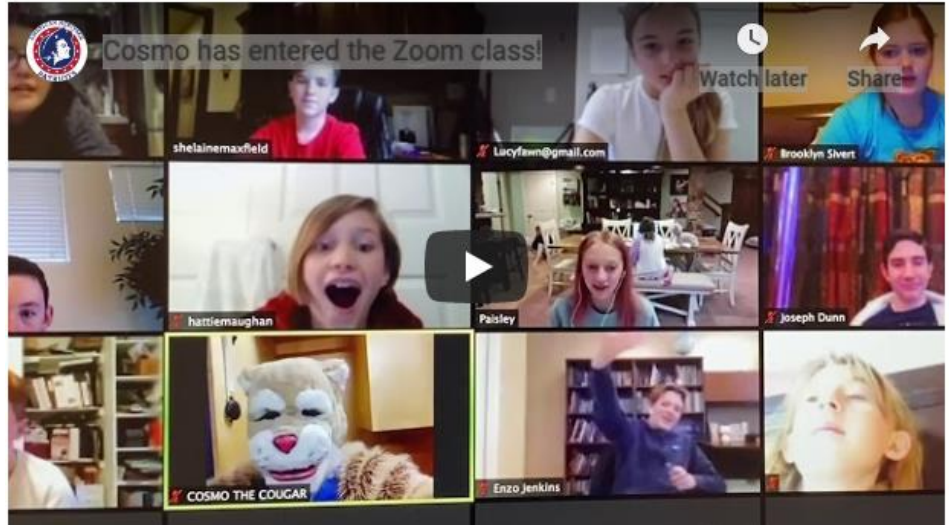 Cosmo has entered the Zoom class!
Watch later
Share
shelainemaxfield
Lucyfawn@gmail.com
Brooklyn Sivert
hattiemaughan
Paisley
Joseph Dunn
COSMO THE COUGAR
Enzo Jenkins